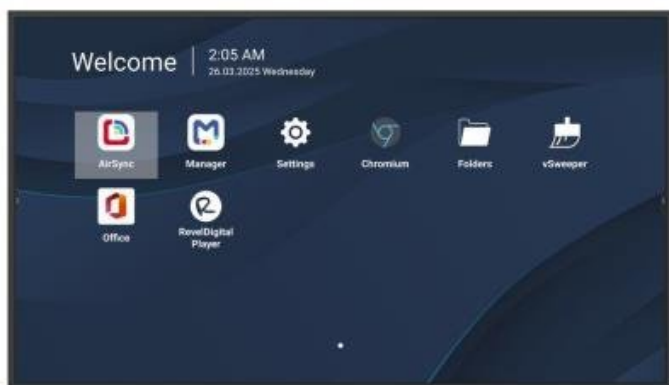 Welcome
2:05 AM
26.03.2025 Wednesday
AirSync
Manager
Settings
Chromium
Folders
vSweeper
Office
RevelDigital
Player